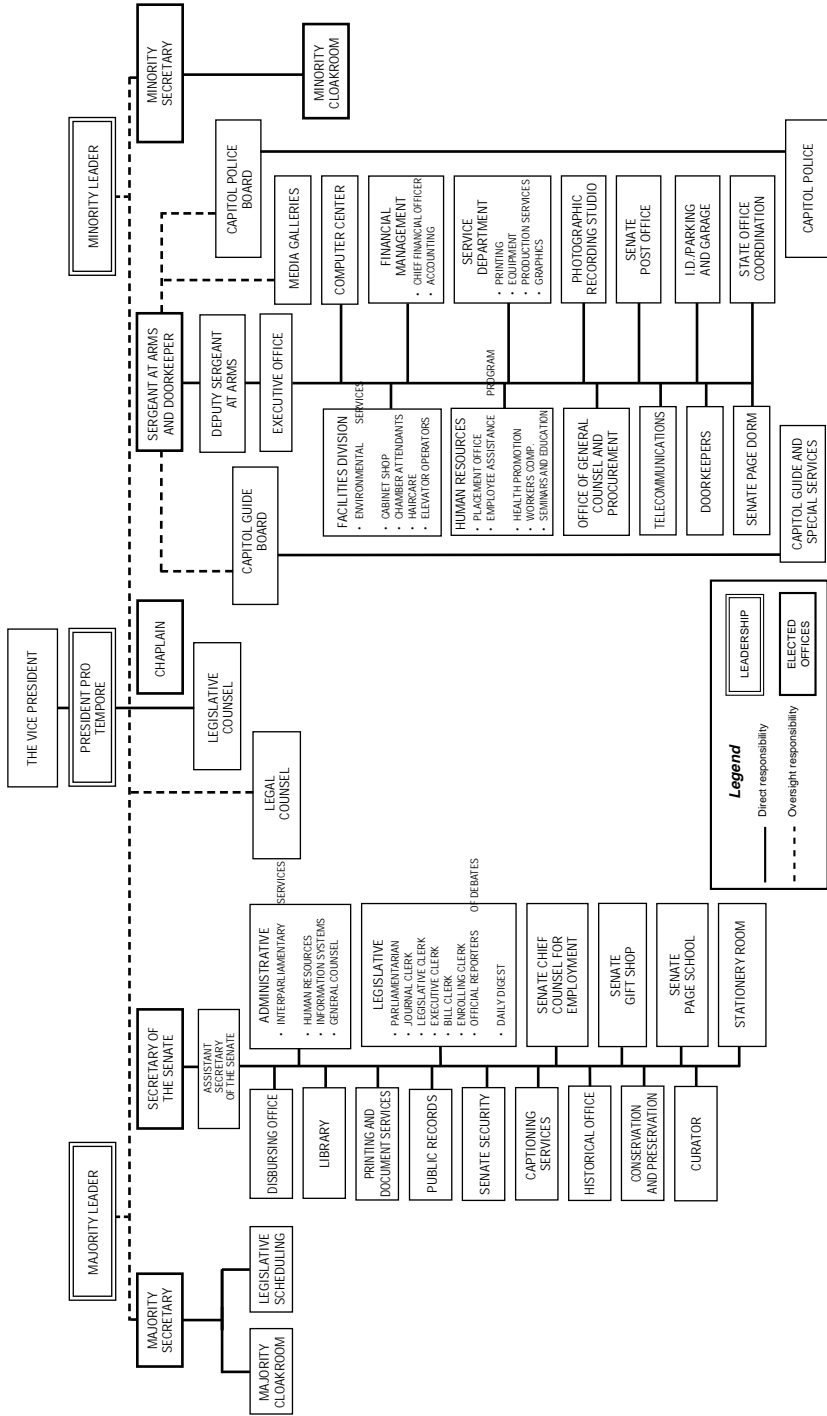 THE VICE PRESIDENT
MAJORITY LEADER
PRESIDENT PRO
TEMPORE
MINORITY LEADER
MAJORITY
SECRETARY
SECRETARY OF
THE SENATE
CHAPLAIN
SERGEANT AT ARMS
AND DOORKEEPER
MINORITY
SECRETARY
MAJORITY
CLOAKROOM
LEGISLATIVE
SCHEDULING
ASSISTANT
SECRETARY
OF THE SENATE
DISBURSING OFFICE
LIBRARY
PRINTING AND
DOCUMENT SERVICES
PUBLIC RECORDS
SENATE SECURITY
CAPTIONING
SERVICES
HISTORICAL OFFICE
CONSERVATION
AND PRESERVATION
CURATOR
ADMINISTRATIVE
• INTERPARLIAMENTARY SERVICES
• HUMAN RESOURCES
• INFORMATION SYSTEMS
• GENERAL COUNSEL
LEGISLATIVE
• PARLIAMENTARIAN
• JOURNAL CLERK
• LEGISLATIVE CLERK
• EXECUTIVE CLERK
• BILL CLERK
• ENROLLING CLERK
• OFFICIAL REPORTERS OF DEBATES
• DAILY DIGEST
SENATE CHIEF
COUNSEL FOR
EMPLOYMENT
SENATE
GIFT SHOP
SENATE
PAGE SCHOOL
STATIONERY ROOM
LEGAL
COUNSEL
LEGISLATIVE
COUNSEL
CAPITOL GUIDE
BOARD
DEPUTY SERGEANT
AT ARMS
EXECUTIVE OFFICE
MEDIA GALLERIES
CAPITOL POLICE
BOARD
MINORITY
CLOAKROOM
FACILITIES DIVISION
• ENVIRONMENTAL SERVICES
• CABINET SHOP
• CHAMBER ATTENDANTS
• HAIRCARE
• ELEVATOR OPERATORS
HUMAN RESOURCES
• PLACEMENT OFFICE
• EMPLOYEE ASSISTANCE PROGRAM
• HEALTH PROMOTION
• WORKERS COMP.
• SEMINARS AND EDUCATION
OFFICE OF GENERAL
COUNSEL AND
PROCUREMENT
TELECOMMUNICATIONS
DOORKEEPERS
SENATE PAGE DORM
COMPUTER CENTER
FINANCIAL
MANAGEMENT
• CHIEF FINANCIAL OFFICER
• ACCOUNTING
SERVICE
DEPARTMENT
• PRINTING
• EQUIPMENT
• PRODUCTION SERVICES
• GRAPHICS
PHOTOGRAPHIC
RECORDING STUDIO
SENATE
POST OFFICE
I.D./PARKING
AND GARAGE
STATE OFFICE
COORDINATION
CAPITOL GUIDE AND
SPECIAL SERVICES
CAPITOL POLICE
Legend
Direct responsibility
Oversight responsibility
LEADERSHIP
ELECTED
OFFICES